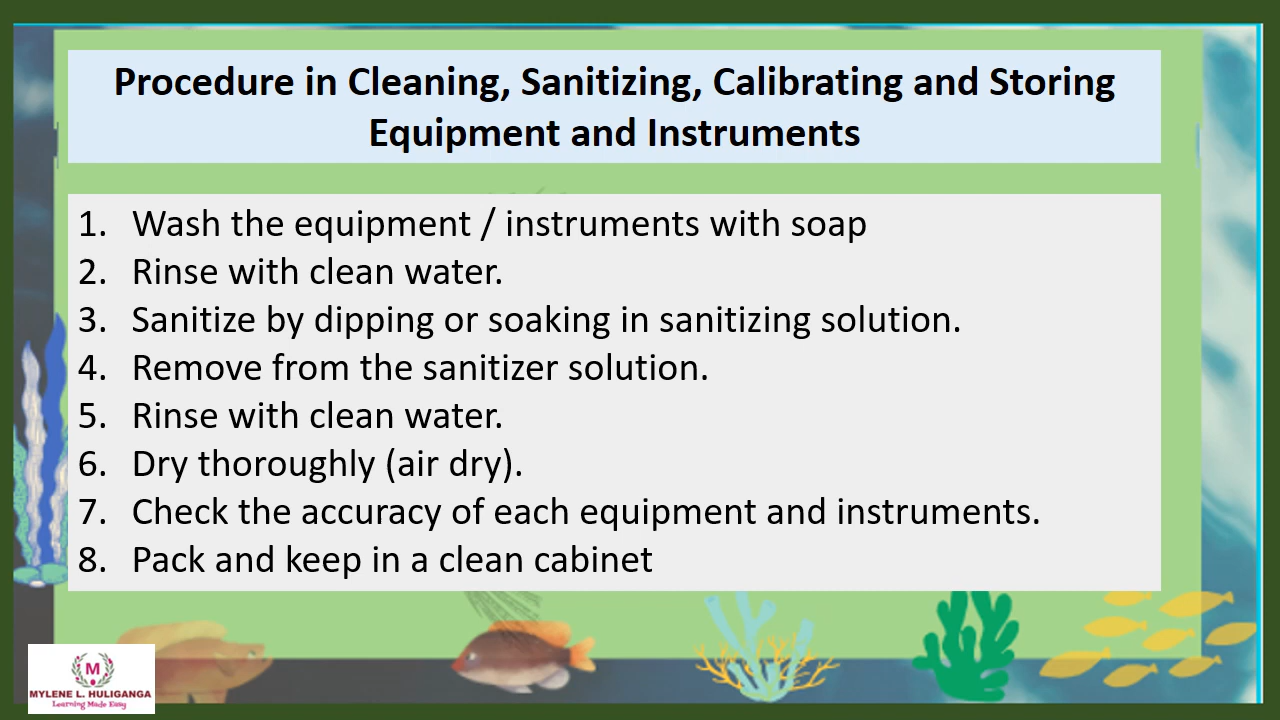 Procedure in Cleaning, Sanitizing, Calibrating and Storing
Equipment and Instruments
1. Wash the equipment / instruments with soap
2. Rinse with clean water.
3. Sanitize by dipping or soaking in sanitizing solution.
4. Remove from the sanitizer solution.
5. Rinse with clean water.
6. Dry thoroughly (air dry).
7. Check the accuracy of each equipment and instruments.
8. Pack and keep in a clean cabinet
M
MYLENE L. HULIGANGA
Learning Made Easy